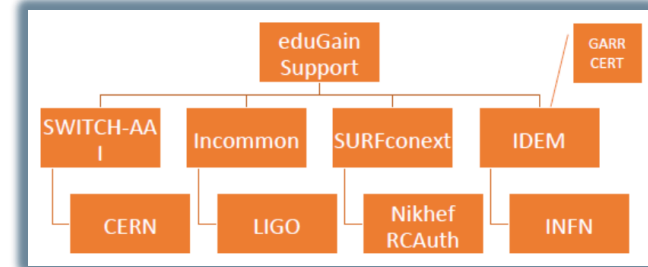 eduGain
Support
GARR
CERT
SWITCH-AA
I
Incommon
SURFconext
IDEM
CERN
LIGO
Nikhef
RCAuth
INFN